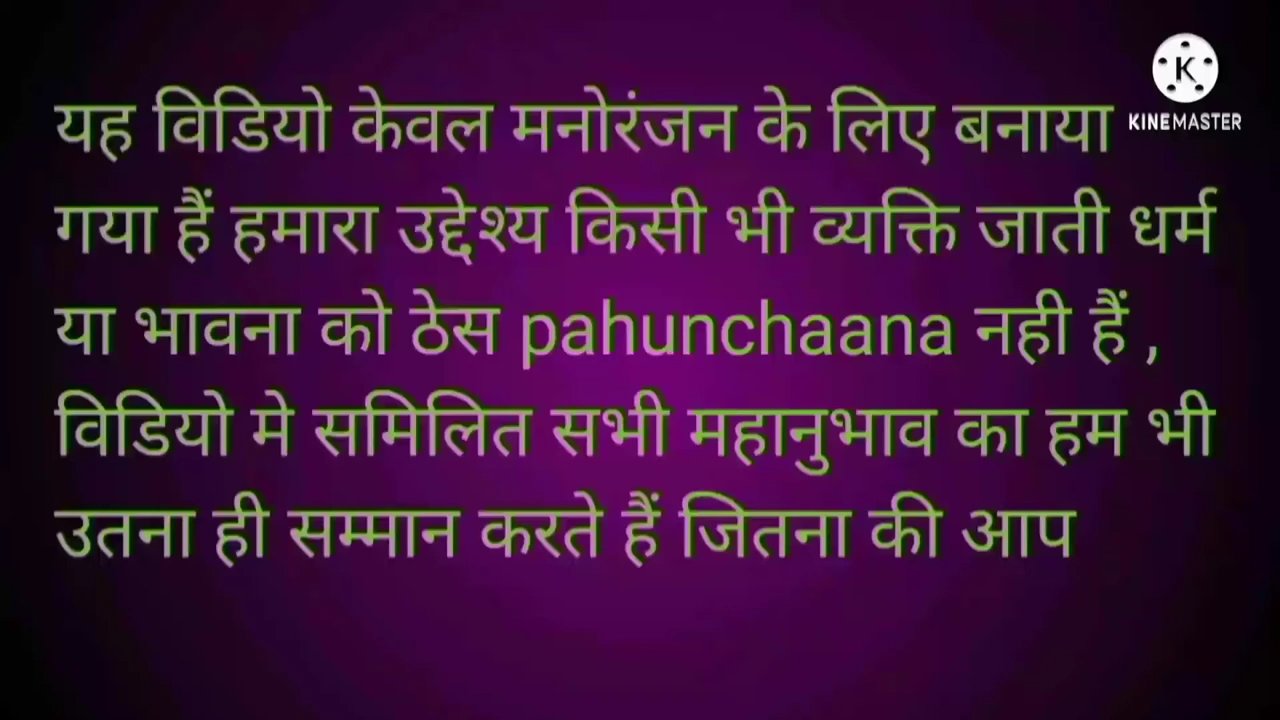 यह विडियो केवल मनोरंजन के लिए बनाया
गया हैं हमारा उद्देश्य किसी भी व्यक्ति जाती धर्म
या भावना को ठेस pahunchaana नही हैं ,
विडियो मे समिलित सभी महानुभाव का हम भी
उतना ही सम्मान करते हैं जितना की आप
K
KINEMASTER